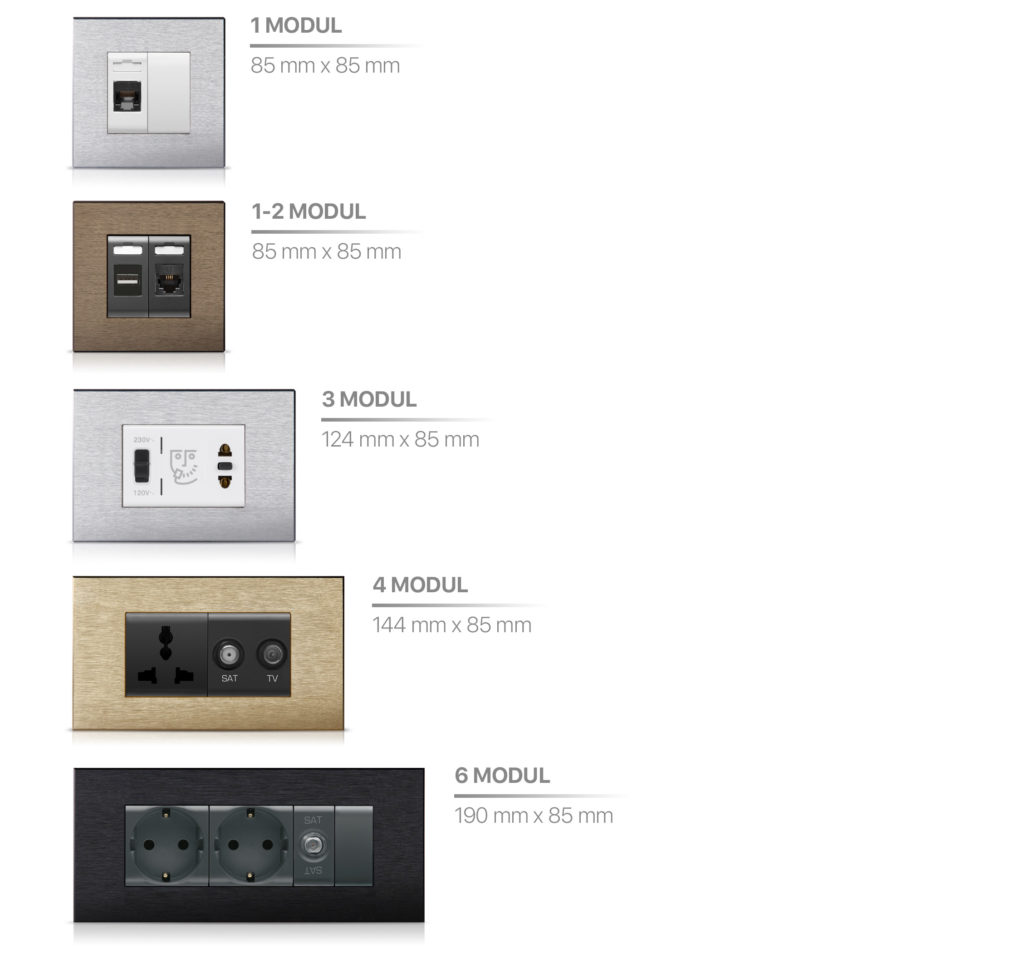 1 MODUL
85 mm x 85 mm
1-2 MODUL
85 mm x 85 mm
3 MODUL
124 mm x 85 mm
230V~
120V~
4 MODUL
144 mm x 85 mm
SAT TV
6 MODUL
190 mm x 85 mm
SAT
SAT